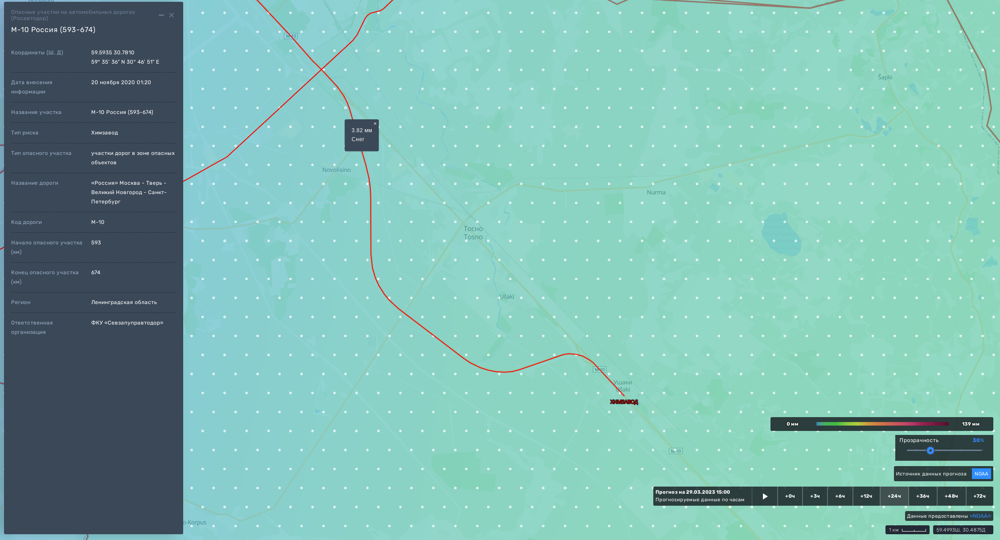 Опасные участки на автомобильных дорогах
(Росавтодор)
М-10 Россия (593-674)
Координаты (Ш, Д)
59.5935 30.7810
59° 35' 36" N 30° 46' 51" E
Дата внесения
информации
20 ноября 2020 01:20
Название участка
М-10 Россия (593-674)
Тип риска
Химзавод
Тип опасного участка
участки дорог в зоне опасных
объектов
Название дороги
«Россия» Москва - Тверь -
Великий Новгород - Санкт-
Петербург
Код дороги
М-10
Начало опасного участка
(км)
593
Конец опасного участка
(км)
674
Регион
Ленинградская область
Ответственная
организация
ФКУ «Севзапуправтодор»
М-10
Šapki
×
3.82 мм
Снег
Novolisino
Nurma
Тосно
Tosno
Ušaki
М-10
Ушаки
Ušaki
ХИМЗАВОД
М-10
o-Korpus
0 мм
139 мм
Прозрачность
30%
Источник данных прогноза
NOAA
Прогноз на 29.03.2023 15:00
Прогнозируемые данные по часам
+0ч
+3ч
+6ч
+12ч
+24ч
+36ч
+48ч
+72ч
Данные предоставлены «NOAA»
1 км
59.4993Ш, 30.4875Д